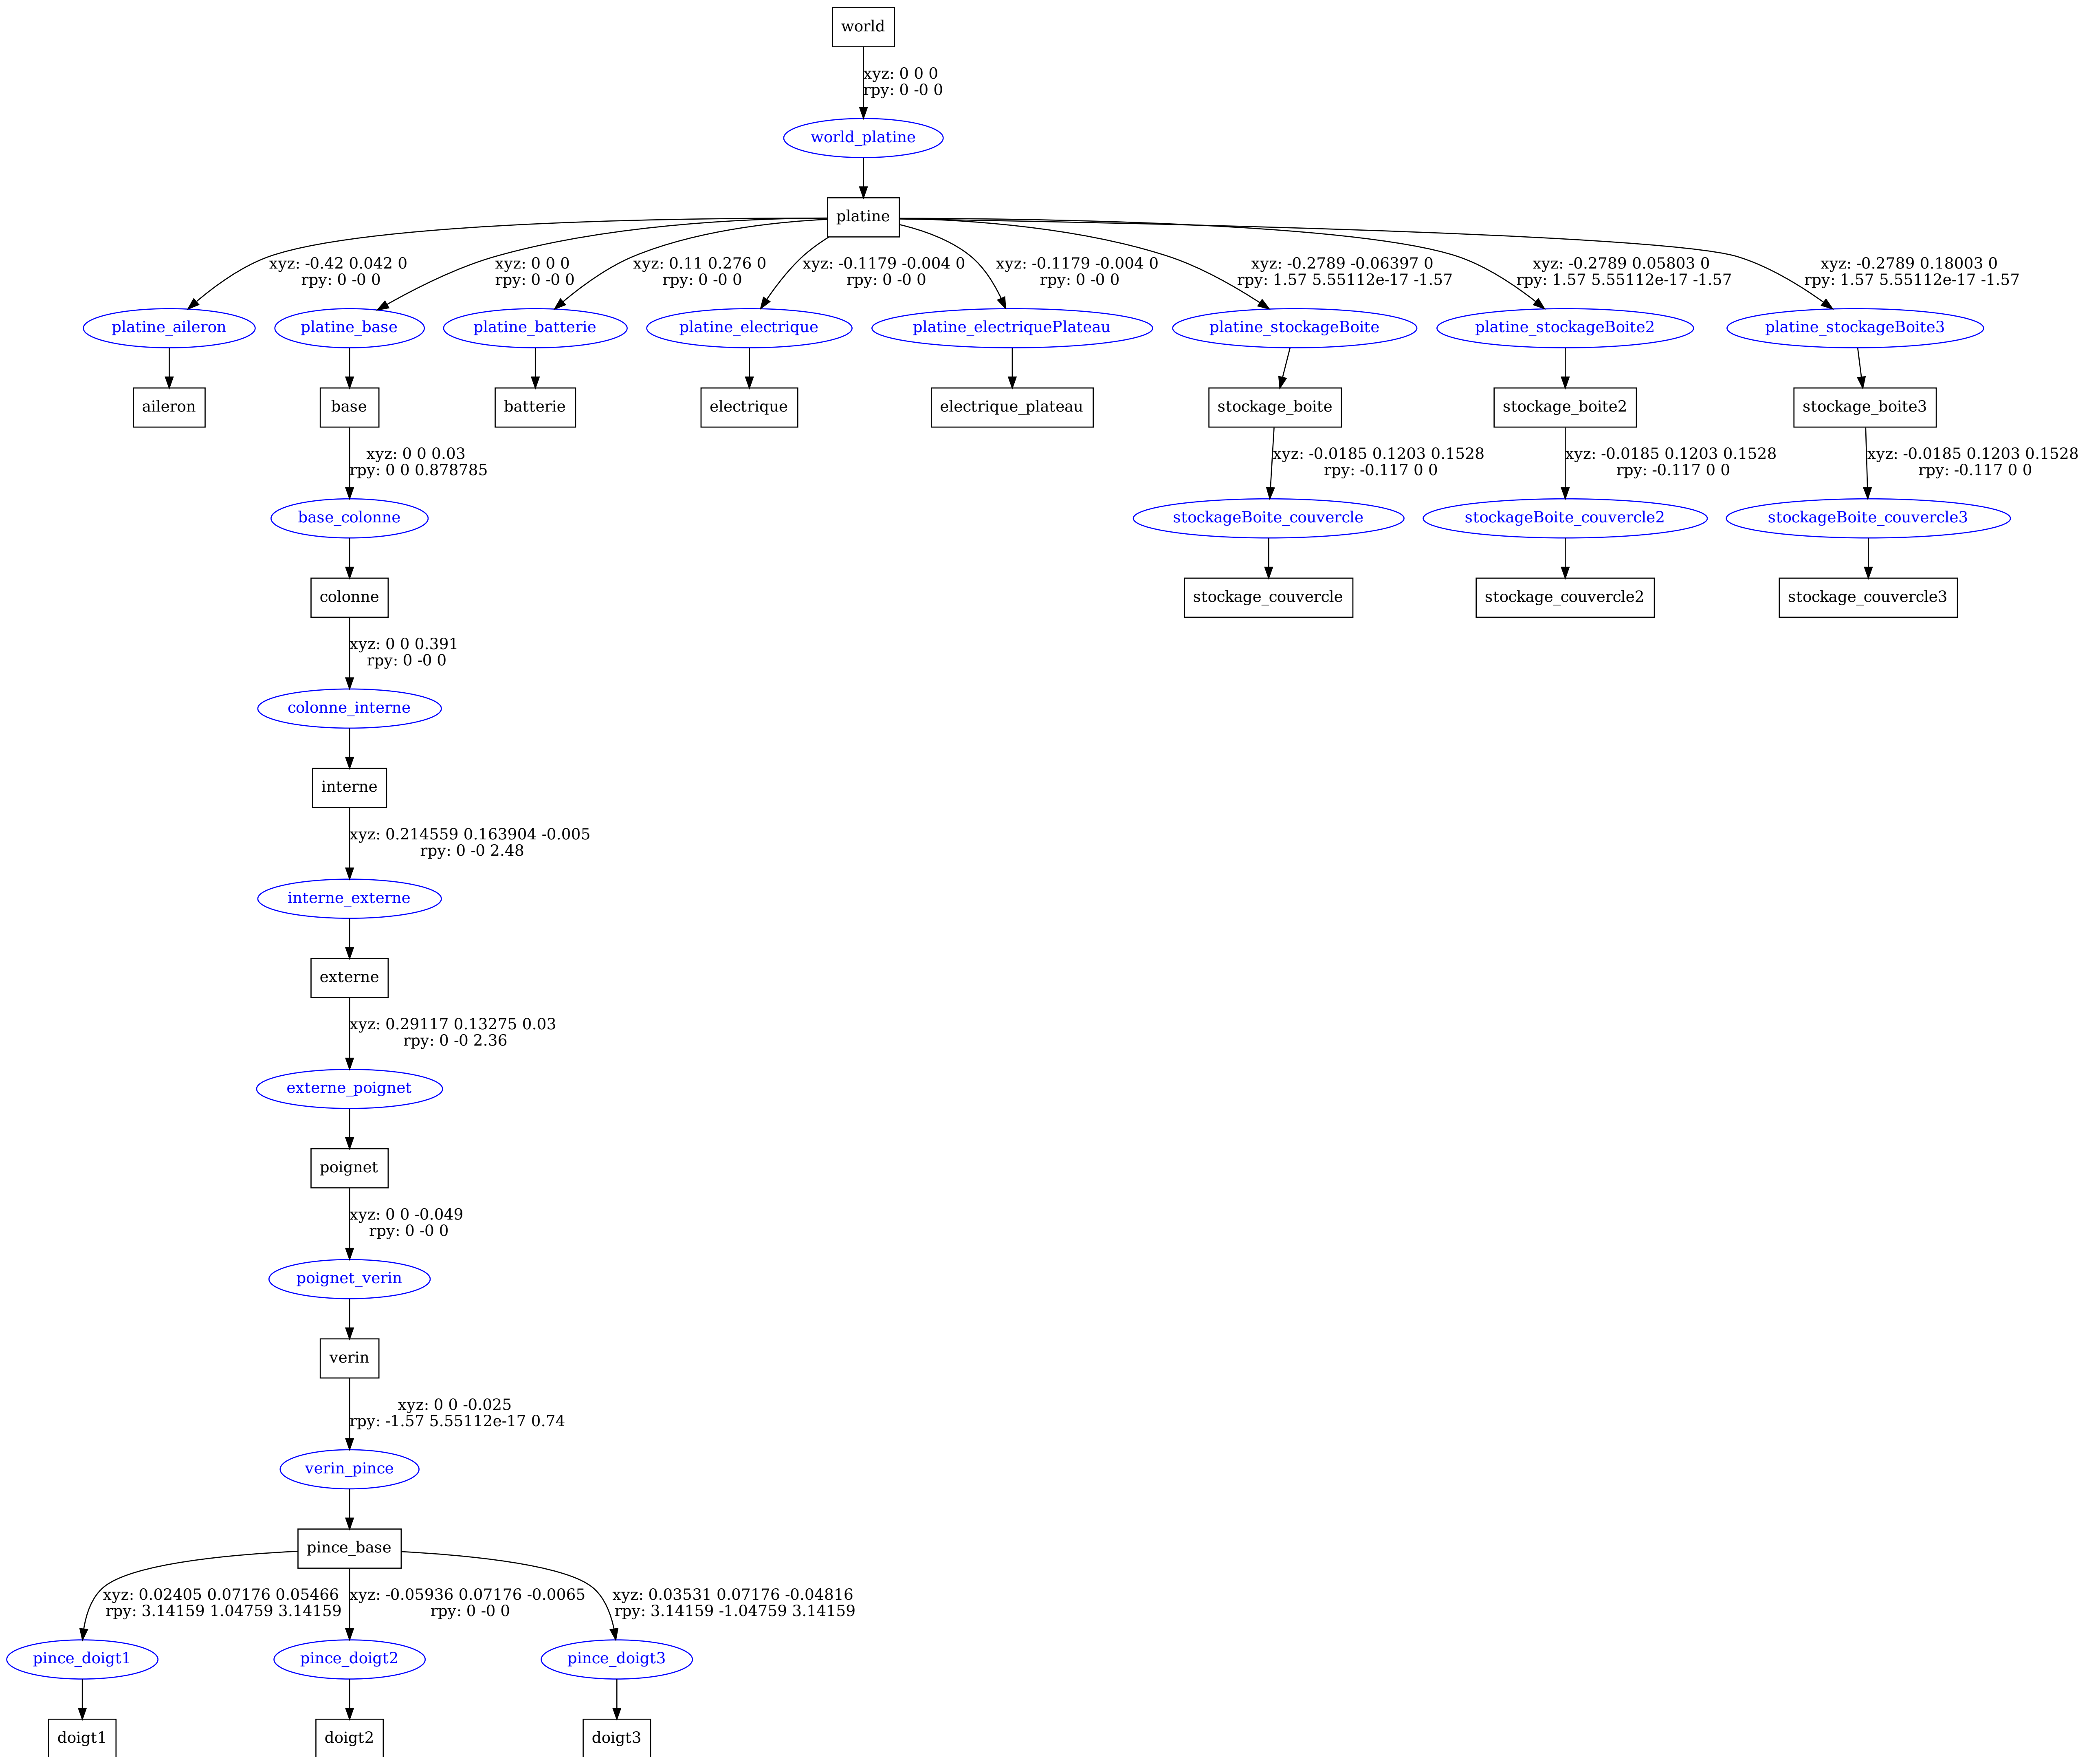 world
xyz: 0 0 0
rpy: 0 -0 0
world_platine
platine
xyz: -0.42 0.042 0
rpy: 0 -0 0
xyz: 0 0 0
rpy: 0 -0 0
xyz: 0.11 0.276 0
rpy: 0 -0 0
xyz: -0.1179 -0.004 0
rpy: 0 -0 0
xyz: -0.1179 -0.004 0
rpy: 0 -0 0
xyz: -0.2789 -0.06397 0
rpy: 1.57 5.55112e-17 -1.57
xyz: -0.2789 0.05803 0
rpy: 1.57 5.55112e-17 -1.57
xyz: -0.2789 0.18003 0
rpy: 1.57 5.55112e-17 -1.57
platine_aileron
platine_base
platine_batterie
platine_electrique
platine_electriquePlateau
platine_stockageBoite
platine_stockageBoite2
platine_stockageBoite3
aileron
base
batterie
electrique
electrique_plateau
stockage_boite
stockage_boite2
stockage_boite3
xyz: 0 0 0.03
rpy: 0 0 0.878785
xyz: -0.0185 0.1203 0.1528
rpy: -0.117 0 0
xyz: -0.0185 0.1203 0.1528
rpy: -0.117 0 0
xyz: -0.0185 0.1203 0.1528
rpy: -0.117 0 0
base_colonne
stockageBoite_couvercle
stockageBoite_couvercle2
stockageBoite_couvercle3
colonne
stockage_couvercle
stockage_couvercle2
stockage_couvercle3
xyz: 0 0 0.391
rpy: 0 -0 0
colonne_interne
interne
xyz: 0.214559 0.163904 -0.005
rpy: 0 -0 2.48
interne_externe
externe
xyz: 0.29117 0.13275 0.03
rpy: 0 -0 2.36
externe_poignet
poignet
xyz: 0 0 -0.049
rpy: 0 -0 0
poignet_verin
verin
xyz: 0 0 -0.025
rpy: -1.57 5.55112e-17 0.74
verin_pince
pince_base
xyz: 0.02405 0.07176 0.05466
rpy: 3.14159 1.04759 3.14159
xyz: -0.05936 0.07176 -0.0065
rpy: 0 -0 0
xyz: 0.03531 0.07176 -0.04816
rpy: 3.14159 -1.04759 3.14159
pince_doigt1
pince_doigt2
pince_doigt3
doigt1
doigt2
doigt3